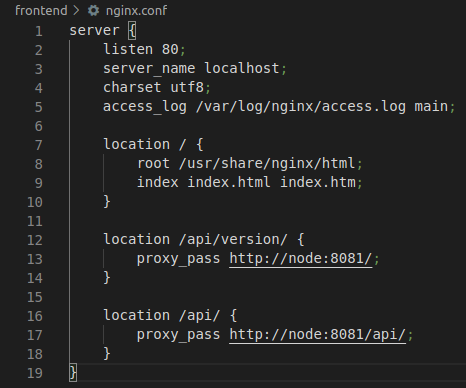 frontend > nginx.conf
1 server {
2 listen 80;
3 server_name localhost;
4 charset utf8;
5 access_log /var/log/nginx/access.log main;
6
7 location / {
8 root /usr/share/nginx/html;
9 index index.html index.htm;
10 }
11
12 location /api/version/ {
13 proxy_pass http://node:8081/;
14 }
15
16 location /api/ {
17 proxy_pass http://node:8081/api/;
18 }
19 }